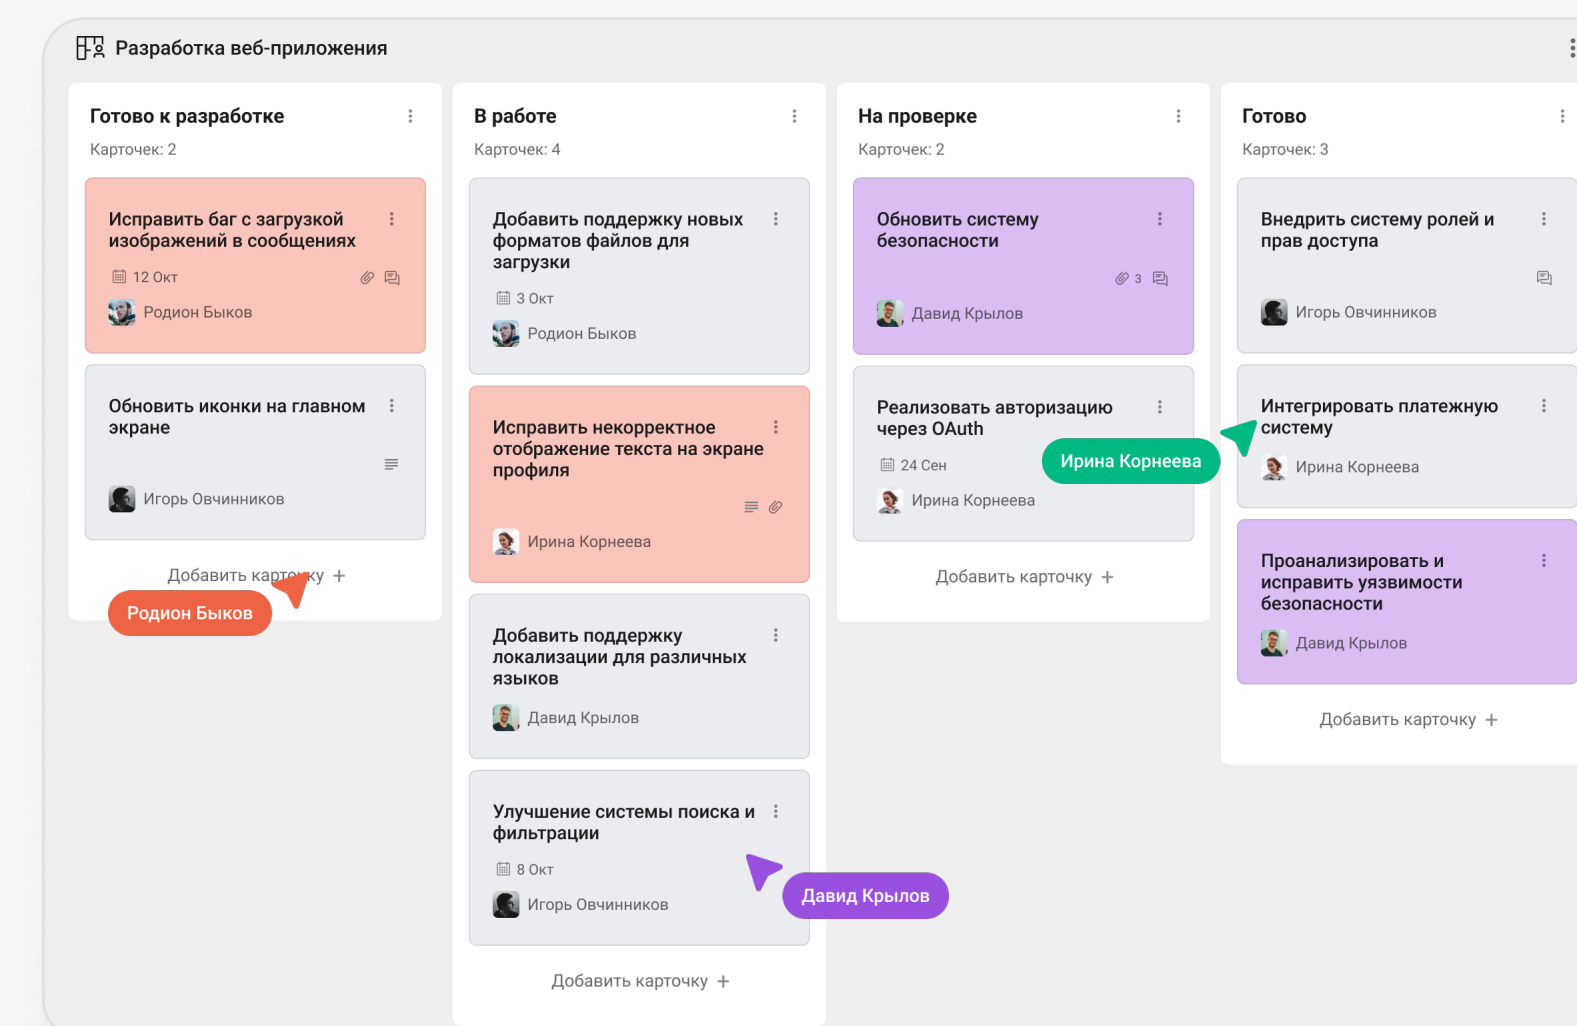 Разработка веб-приложения
Готово к разработке
Карточек: 2
Исправить баг с загрузкой
изображений в сообщениях
12 Окт
Родион Быков
Обновить иконки на главном
экране
Игорь Овчинников
Добавить карточку +
Родион Быков
В работе
Карточек: 4
Добавить поддержку новых
форматов файлов для
загрузки
3 Окт
Родион Быков
Исправить некорректное
отображение текста на экране
профиля
Ирина Корнеева
Добавить поддержку
локализации для различных
языков
Давид Крылов
Улучшение системы поиска и
фильтрации
8 Окт
Игорь Овчинников
Давид Крылов
Добавить карточку +
На проверке
Карточек: 2
Обновить систему
безопасности
3
Давид Крылов
Реализовать авторизацию
через OAuth
24 Сен
Ирина Корнеева
Ирина Корнеева
Добавить карточку +
Готово
Карточек: 3
Внедрить систему ролей и
прав доступа
Игорь Овчинников
Интегрировать платежную
систему
Ирина Корнеева
Проанализировать и
исправить уязвимости
безопасности
Давид Крылов
Добавить карточку +